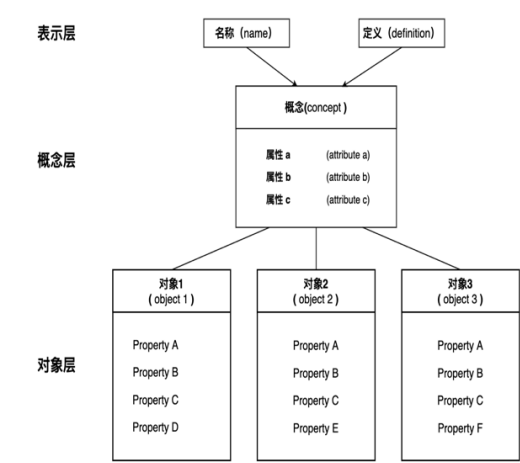 表示层
名称（name）
定义（definition）
概念层
概念(concept )
属性 a (attribute a)
属性 b (attribute b)
属性 c (attribute c)
对象层
对象1
( object 1 )
Property A
Property B
Property C
Property D
对象2
( object 2 )
Property A
Property B
Property C
Property E
对象3
( object 3 )
Property A
Property B
Property C
Property F